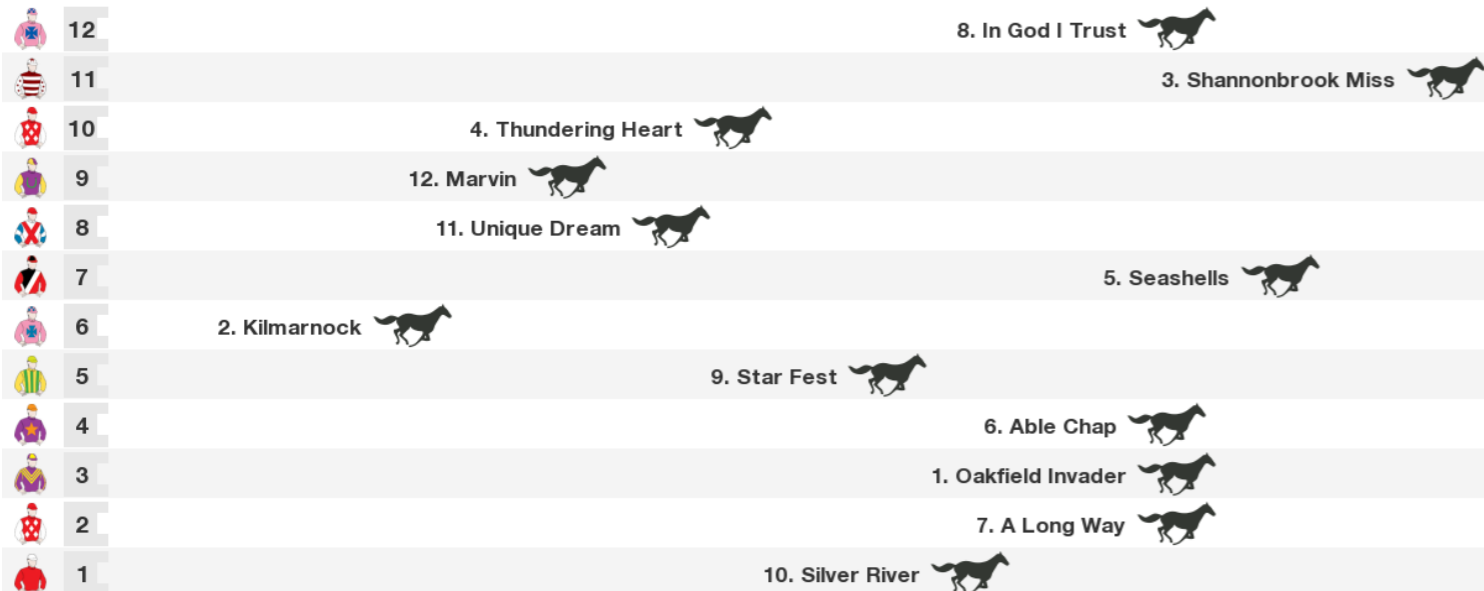 12 8. In God I Trust
11 3. Shannonbrook Miss
10 4. Thundering Heart
9 12. Marvin
8 11. Unique Dream
7 5. Seashells
6 2. Kilmarnock
5 9. Star Fest
4 6. Able Chap
3 1. Oakfield Invader
2 7. A Long Way
1 10. Silver River